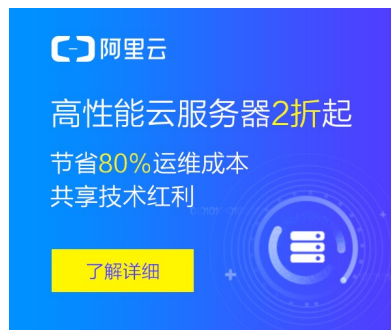 阿里云
高性能云服务器2折起
节省80%运维成本
共享技术红利
了解详细